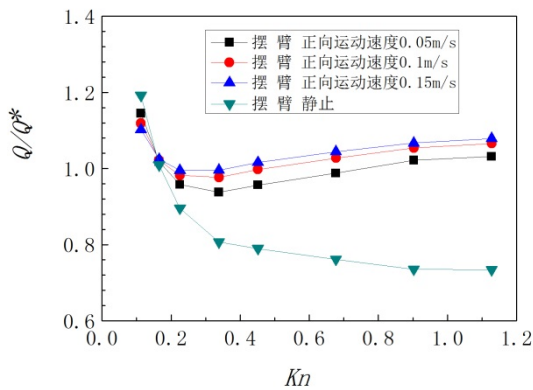 1.4
1.2
1.0
0.8
0.6
Q/Q*
摆 臂 正向运动速度0.05m/s
摆 臂 正向运动速度0.1m/s
摆 臂 正向运动速度0.15m/s
摆 臂 静止
0.0 0.2 0.4 0.6 0.8 1.0 1.2
Kn